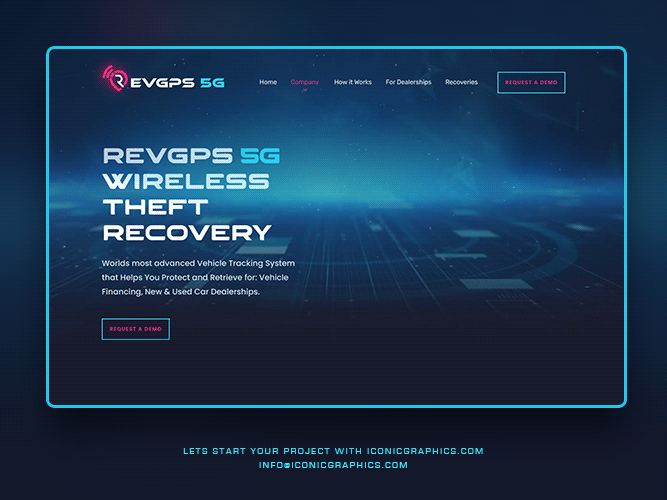 REVGPS 5G
Home Company How it Works For Dealerships Recoveries REQUEST A DEMO
REVGPS 5G
WIRELESS
THEFT
RECOVERY
Worlds most advanced Vehicle Tracking System
that Helps You Protect and Retrieve for: Vehicle
Financing, New & Used Car Dealerships.
REQUEST A DEMO
LETS START YOUR PROJECT WITH ICONICGRAPHICS.COM
INFO@ICONICGRAPHICS.COM